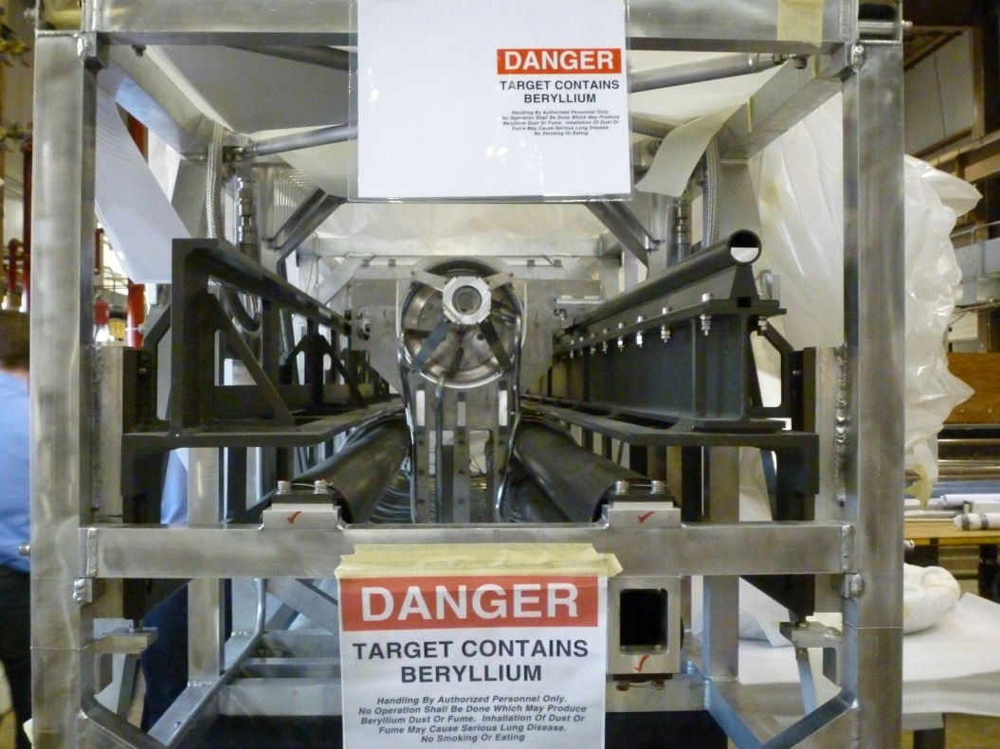 DANGER
TARGET CONTAINS
BERYLLIUM
Handling By Authorized Personnel Only.
No Operation Shall Be Done Which May Produce
Beryllium Dust Or Fume. Inhallation Of Dust Or
Fume May Cause Serious Lung Disease.
No Smoking Or Eating
DANGER
TARGET CONTAINS
BERYLLIUM
Handling By Authorized Personnel Only.
No Operation Shall Be Done Which May Produce
Beryllium Dust Or Fume. Inhallation Of Dust Or
Fume May Cause Serious Lung Disease.
No Smoking Or Eating